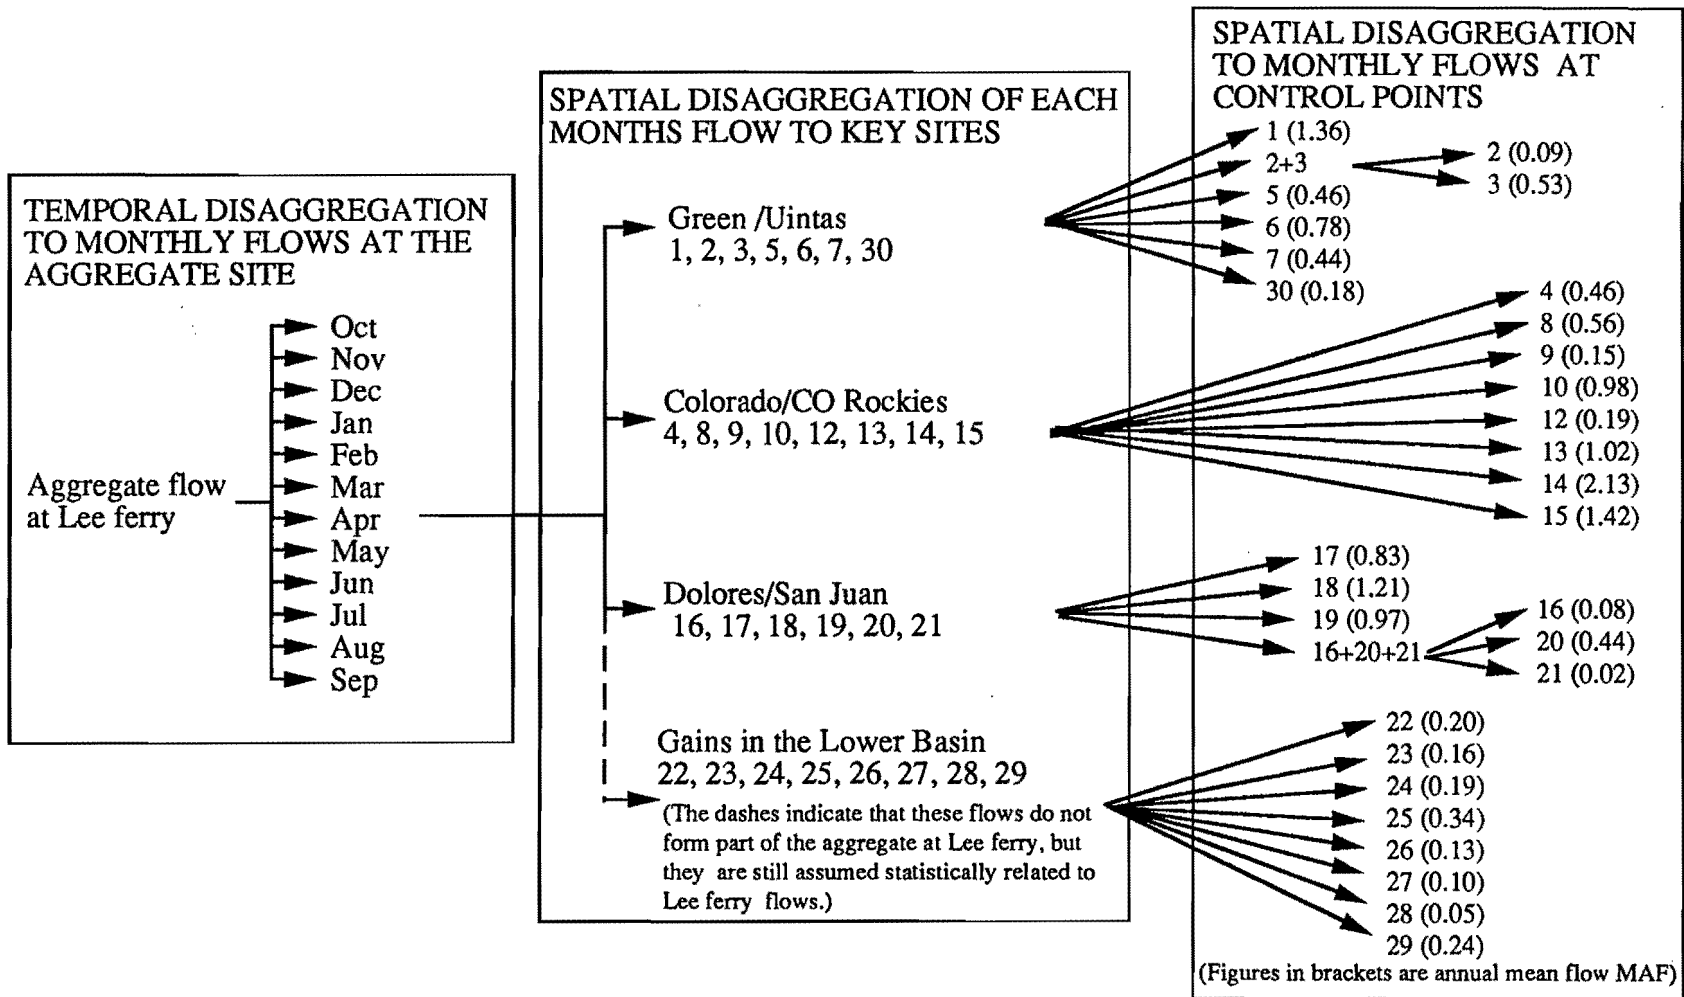 TEMPORAL DISAGGREGATION
TO MONTHLY FLOWS AT THE
AGGREGATE SITE
Aggregate flow
at Lee ferry
Oct
Nov
Dec
Jan
Feb
Mar
Apr
May
Jun
Jul
Aug
Sep
SPATIAL DISAGGREGATION OF EACH
MONTHS FLOW TO KEY SITES
Green /Uintas
1, 2, 3, 5, 6, 7, 30
Colorado/CO Rockies
4, 8, 9, 10, 12, 13, 14, 15
Dolores/San Juan
16, 17, 18, 19, 20, 21
Gains in the Lower Basin
22, 23, 24, 25, 26, 27, 28, 29
(The dashes indicate that these flows do not
form part of the aggregate at Lee ferry, but
they are still assumed statistically related to
Lee ferry flows.)
SPATIAL DISAGGREGATION
TO MONTHLY FLOWS AT
CONTROL POINTS
1 (1.36)
2+3
2 (0.09)
3 (0.53)
5 (0.46)
6 (0.78)
7 (0.44)
30 (0.18)
4 (0.46)
8 (0.56)
9 (0.15)
10 (0.98)
12 (0.19)
13 (1.02)
14 (2.13)
15 (1.42)
17 (0.83)
18 (1.21)
19 (0.97)
16+20+21
16 (0.08)
20 (0.44)
21 (0.02)
22 (0.20)
23 (0.16)
24 (0.19)
25 (0.34)
26 (0.13)
27 (0.10)
28 (0.05)
29 (0.24)
(Figures in brackets are annual mean flow MAF)